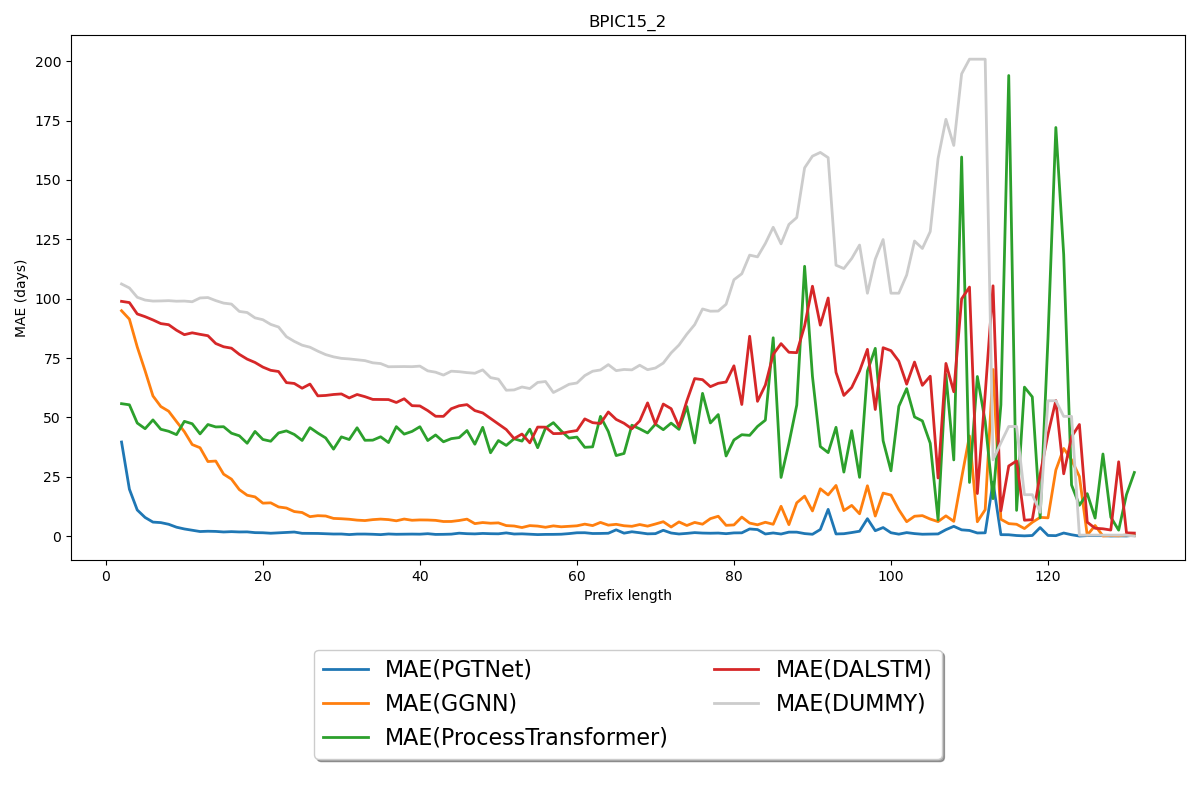 BPIC15_2
MAE (days)
200
175
150
125
100
75
50
25
0
0 20 40 60 80 100 120
Prefix length
MAE(PGTNet)
MAE(GGNN)
MAE(ProcessTransformer)
MAE(DALSTM)
MAE(DUMMY)